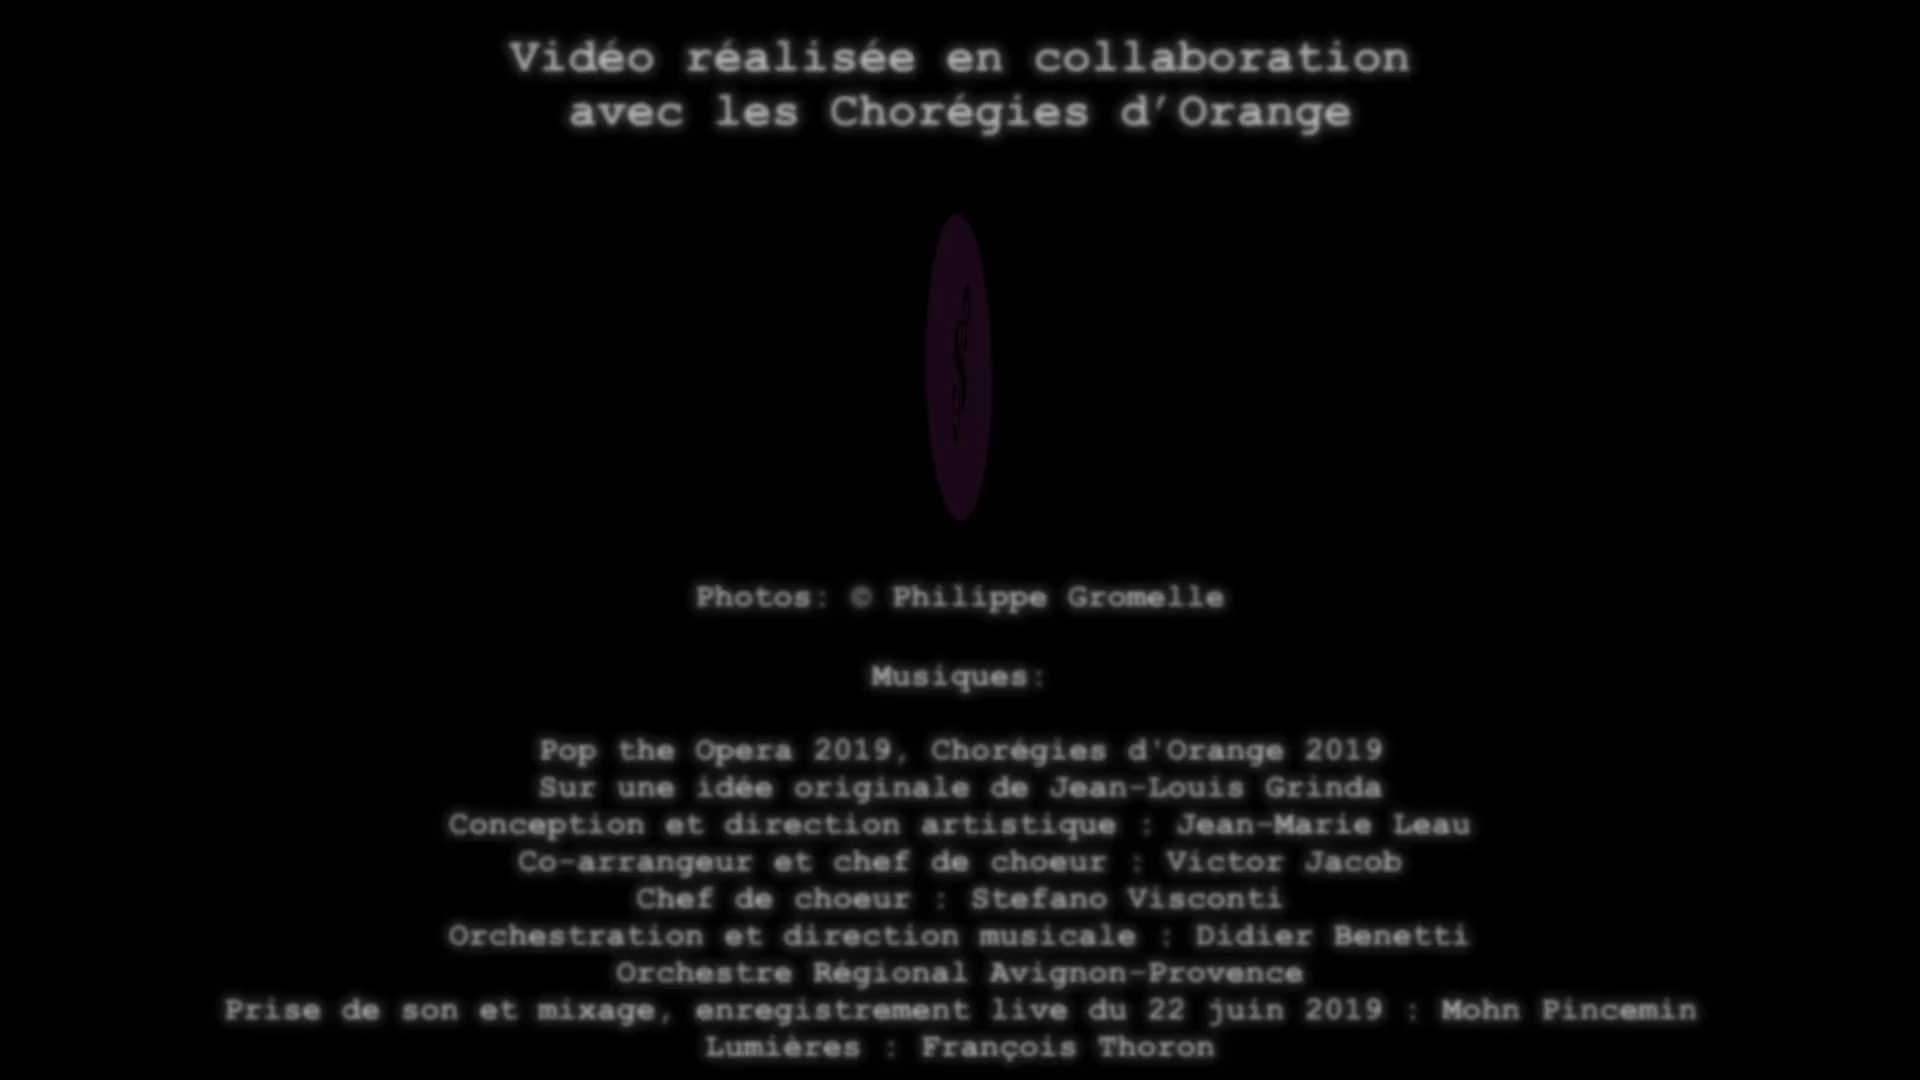 Vidéo réalisée en collaboration
avec les Chorégies d’Orange
Photos: © Philippe Gromelle
Musiques:
Pop the Opera 2019, Chorégies d'Orange 2019
Sur une idée originale de Jean-Louis Grinda
Conception et direction artistique : Jean-Marie Leau
Co-arrangeur et chef de choeur : Victor Jacob
Chef de choeur : Stefano Visconti
Orchestration et direction musicale : Didier Benetti
Orchestre Régional Avignon-Provence
Prise de son et mixage, enregistrement live du 22 juin 2019 : Mohn Pincemin
Lumières : François Thoron